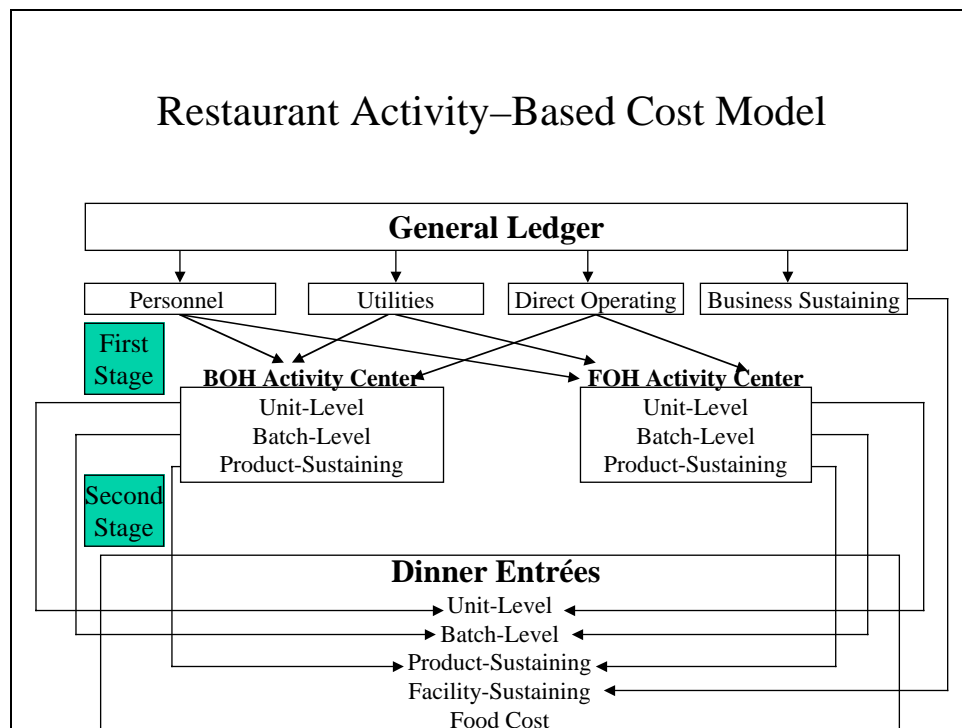 Restaurant Activity–Based Cost Model
General Ledger
Personnel
Utilities
Direct Operating
Business Sustaining
First
Stage
BOH Activity Center
Unit-Level
Batch-Level
Product-Sustaining
FOH Activity Center
Unit-Level
Batch-Level
Product-Sustaining
Second
Stage
Dinner Entrées
Unit-Level
Batch-Level
Product-Sustaining
Facility-Sustaining
Food Cost